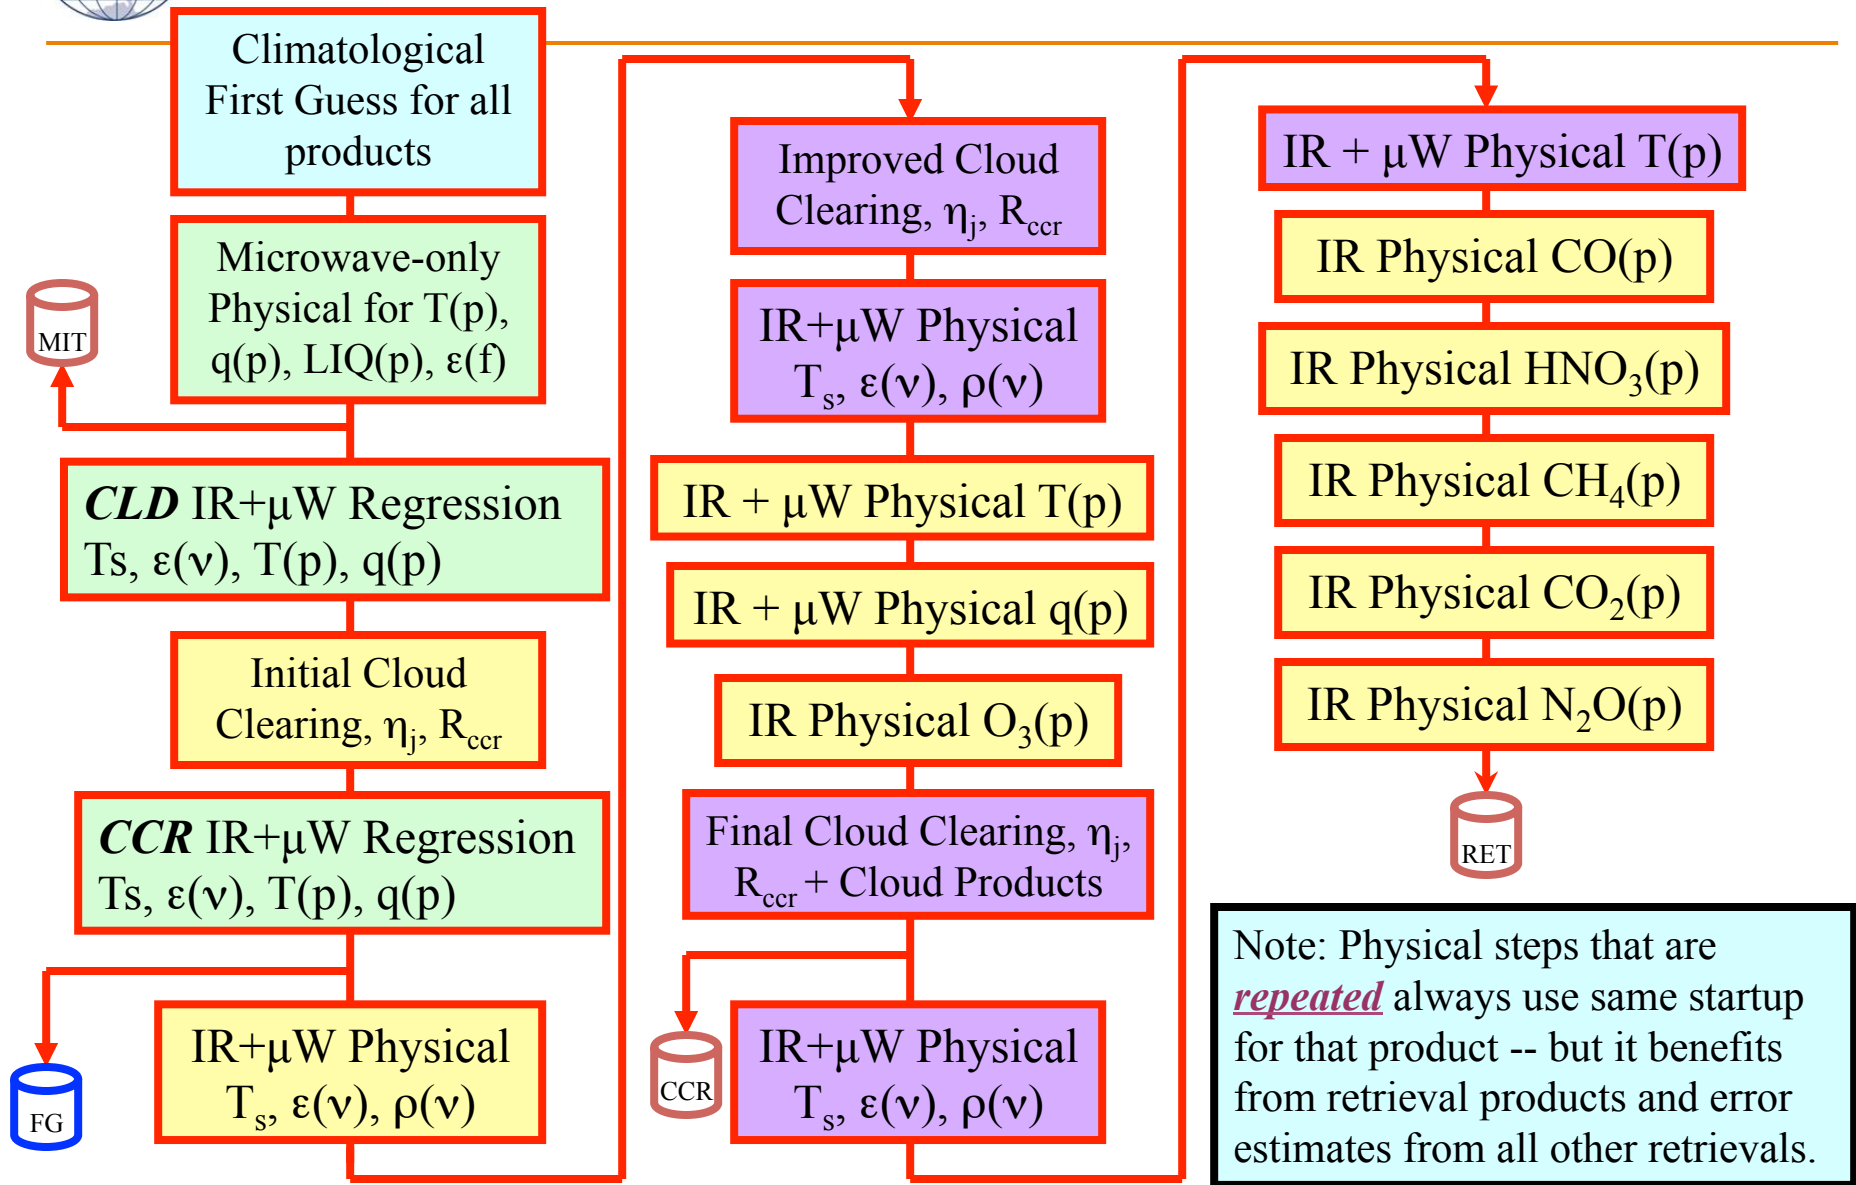 Climatological
First Guess for all
products
Microwave-only
Physical for T(p),
q(p), LIQ(p), ε(f)
MIT
CLD IR+μW Regression
Ts, ε(ν), T(p), q(p)
Initial Cloud
Clearing, ηj, Rccr
CCR IR+μW Regression
Ts, ε(ν), T(p), q(p)
FG
IR+μW Physical
Ts, ε(ν), ρ(ν)
Improved Cloud
Clearing, ηj, Rccr
IR+μW Physical
Ts, ε(ν), ρ(ν)
IR + μW Physical T(p)
IR + μW Physical q(p)
IR Physical O3(p)
Final Cloud Clearing, ηj,
Rccr + Cloud Products
CCR
IR+μW Physical
Ts, ε(ν), ρ(ν)
IR + μW Physical T(p)
IR Physical CO(p)
IR Physical HNO3(p)
IR Physical CH4(p)
IR Physical CO2(p)
IR Physical N2O(p)
RET
Note: Physical steps that are
repeated always use same startup
for that product -- but it benefits
from retrieval products and error
estimates from all other retrievals.